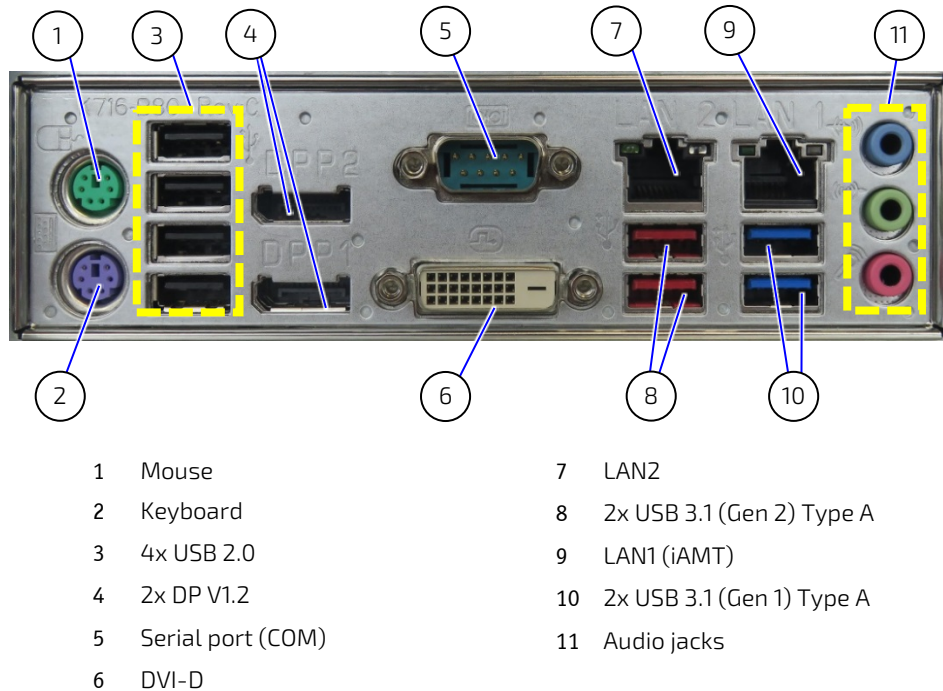 1 3 4 5 7 9 11
K716-B80 Rev C
LAN 2 LAN 1
DPP2
DPP1
2 6 8 10
1 Mouse
2 Keyboard
3 4x USB 2.0
4 2x DP V1.2
5 Serial port (COM)
6 DVI-D
7 LAN2
8 2x USB 3.1 (Gen 2) Type A
9 LAN1 (iAMT)
10 2x USB 3.1 (Gen 1) Type A
11 Audio jacks